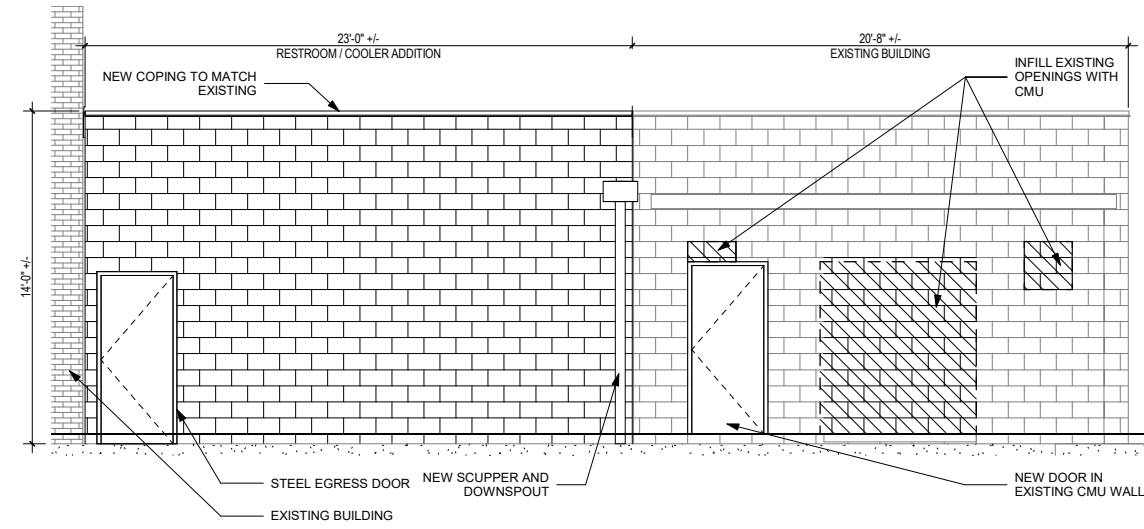 23'-0" +/-
RESTROOM / COOLER ADDITION
20'-8" +/-
EXISTING BUILDING
NEW COPING TO MATCH
EXISTING
INFILL EXISTING
OPENINGS WITH
CMU
14'-0" +/-
STEEL EGRESS DOOR
NEW SCUPPER AND
DOWNSPOUT
NEW DOOR IN
EXISTING CMU WALL
EXISTING BUILDING